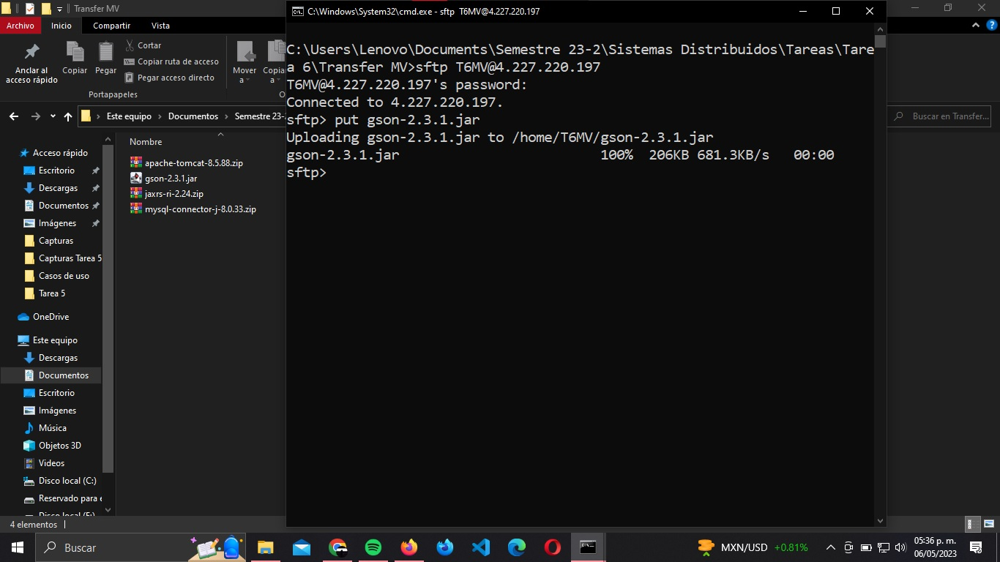 Transfer MV
Archivo
Inicio
Compartir
Vista
Anclar al
acceso rápido
Copiar
Pegar
Cortar
Copiar ruta de acceso
Pegar acceso directo
Portapapeles
Mover
a
Copia
a
Este equipo
Documentos
Semestre 23-2
Buscar en Transfer...
Nombre
apache-tomcat-8.5.88.zip
gson-2.3.1.jar
jaxrs-ri-2.24.zip
mysql-connector-j-8.0.33.zip
Acceso rápido
Escritorio
Descargas
Documentos
Imágenes
Capturas
Capturas Tarea 5
Casos de uso
Tarea 5
OneDrive
Este equipo
Descargas
Documentos
Escritorio
Imágenes
Música
Objetos 3D
Videos
Disco local (C:)
Reservado para e
Disco local (E:)
4 elementos
C:\Windows\System32\cmd.exe - sftp T6MV@4.227.220.197
C:\Users\Lenovo\Documents\Semestre 23-2\Sistemas Distribuidos\Tareas\Tare
a 6\Transfer MV>sftp T6MV@4.227.220.197
T6MV@4.227.220.197's password:
Connected to 4.227.220.197.
sftp> put gson-2.3.1.jar
Uploading gson-2.3.1.jar to /home/T6MV/gson-2.3.1.jar
gson-2.3.1.jar 100% 206KB 681.3KB/s 00:00
sftp>
Buscar
MXN/USD +0.81%
05:36 p. m.
06/05/2023